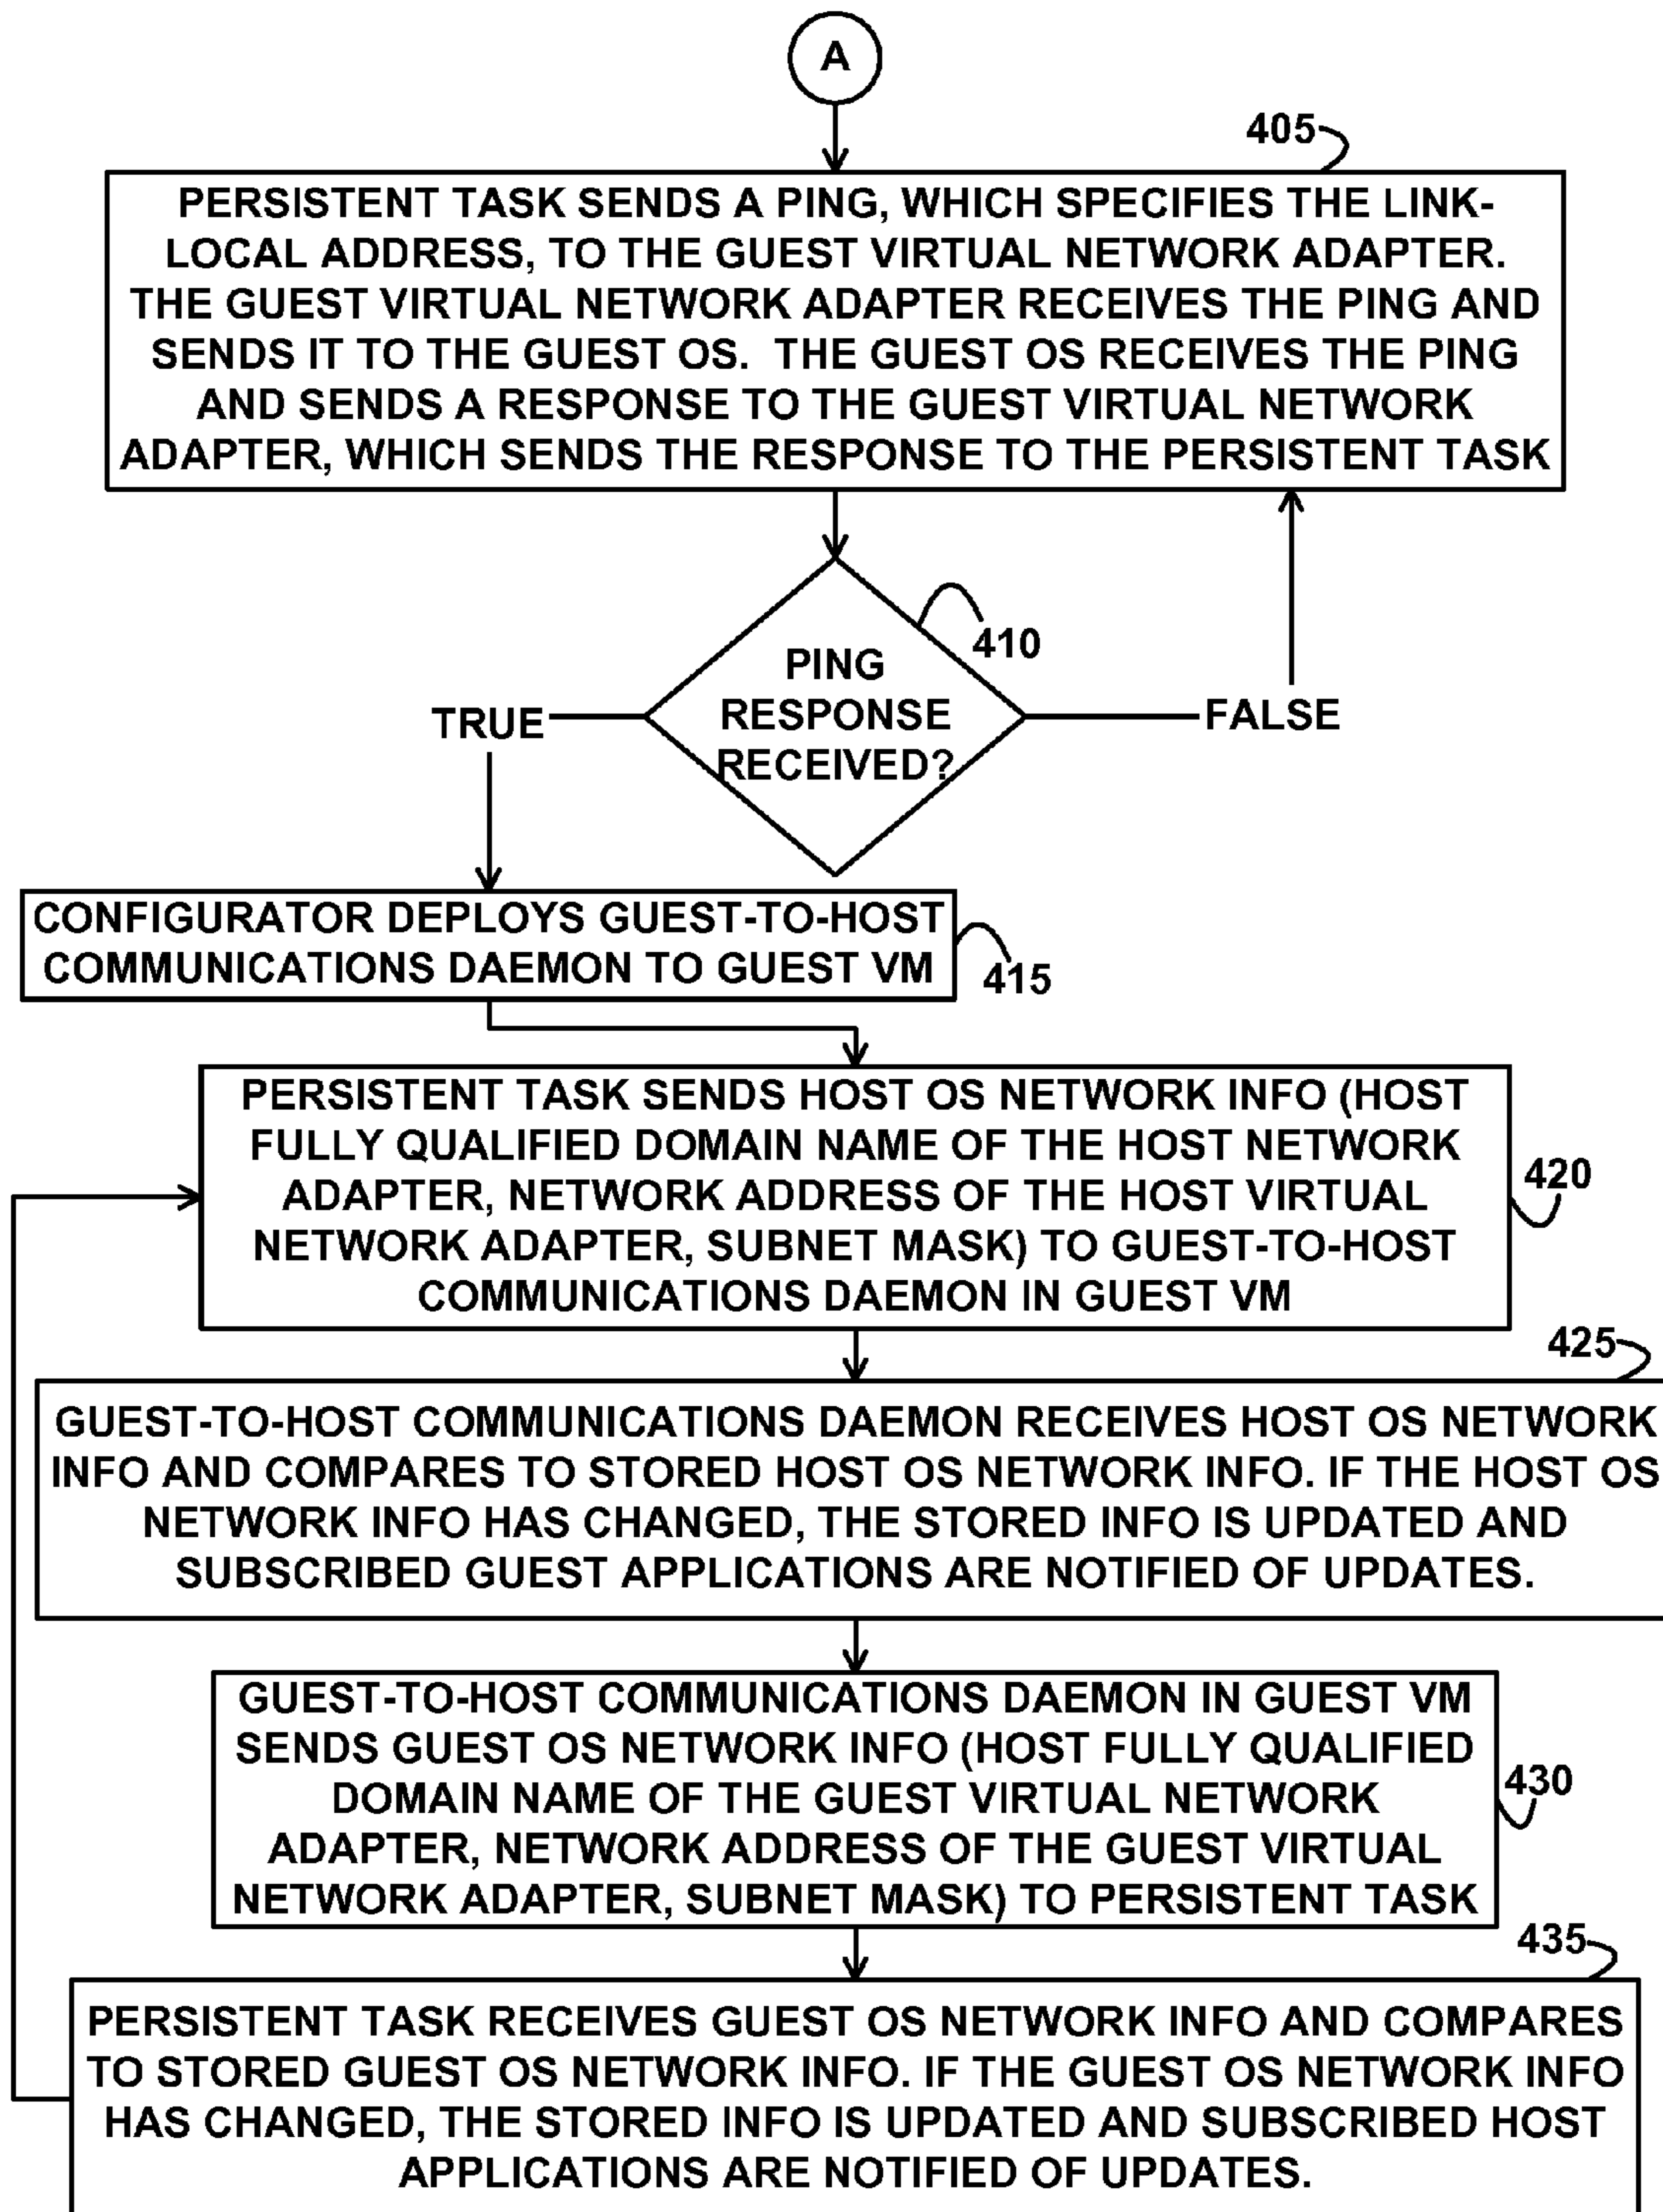 A
405
PERSISTENT TASK SENDS A PING, WHICH SPECIFIES THE LINK-
LOCAL ADDRESS, TO THE GUEST VIRTUAL NETWORK ADAPTER.
THE GUEST VIRTUAL NETWORK ADAPTER RECEIVES THE PING AND
SENDS IT TO THE GUEST OS. THE GUEST OS RECEIVES THE PING
AND SENDS A RESPONSE TO THE GUEST VIRTUAL NETWORK
ADAPTER, WHICH SENDS THE RESPONSE TO THE PERSISTENT TASK
410
PING
RESPONSE
RECEIVED?
TRUE
FALSE
CONFIGURATOR DEPLOYS GUEST-TO-HOST
COMMUNICATIONS DAEMON TO GUEST VM
415
PERSISTENT TASK SENDS HOST OS NETWORK INFO (HOST
FULLY QUALIFIED DOMAIN NAME OF THE HOST NETWORK
ADAPTER, NETWORK ADDRESS OF THE HOST VIRTUAL
NETWORK ADAPTER, SUBNET MASK) TO GUEST-TO-HOST
COMMUNICATIONS DAEMON IN GUEST VM
420
425
GUEST-TO-HOST COMMUNICATIONS DAEMON RECEIVES HOST OS NETWORK
INFO AND COMPARES TO STORED HOST OS NETWORK INFO. IF THE HOST OS
NETWORK INFO HAS CHANGED, THE STORED INFO IS UPDATED AND
SUBSCRIBED GUEST APPLICATIONS ARE NOTIFIED OF UPDATES.
GUEST-TO-HOST COMMUNICATIONS DAEMON IN GUEST VM
SENDS GUEST OS NETWORK INFO (HOST FULLY QUALIFIED
DOMAIN NAME OF THE GUEST VIRTUAL NETWORK
ADAPTER, NETWORK ADDRESS OF THE GUEST VIRTUAL
NETWORK ADAPTER, SUBNET MASK) TO PERSISTENT TASK
430
435
PERSISTENT TASK RECEIVES GUEST OS NETWORK INFO AND COMPARES
TO STORED GUEST OS NETWORK INFO. IF THE GUEST OS NETWORK INFO
HAS CHANGED, THE STORED INFO IS UPDATED AND SUBSCRIBED HOST
APPLICATIONS ARE NOTIFIED OF UPDATES.